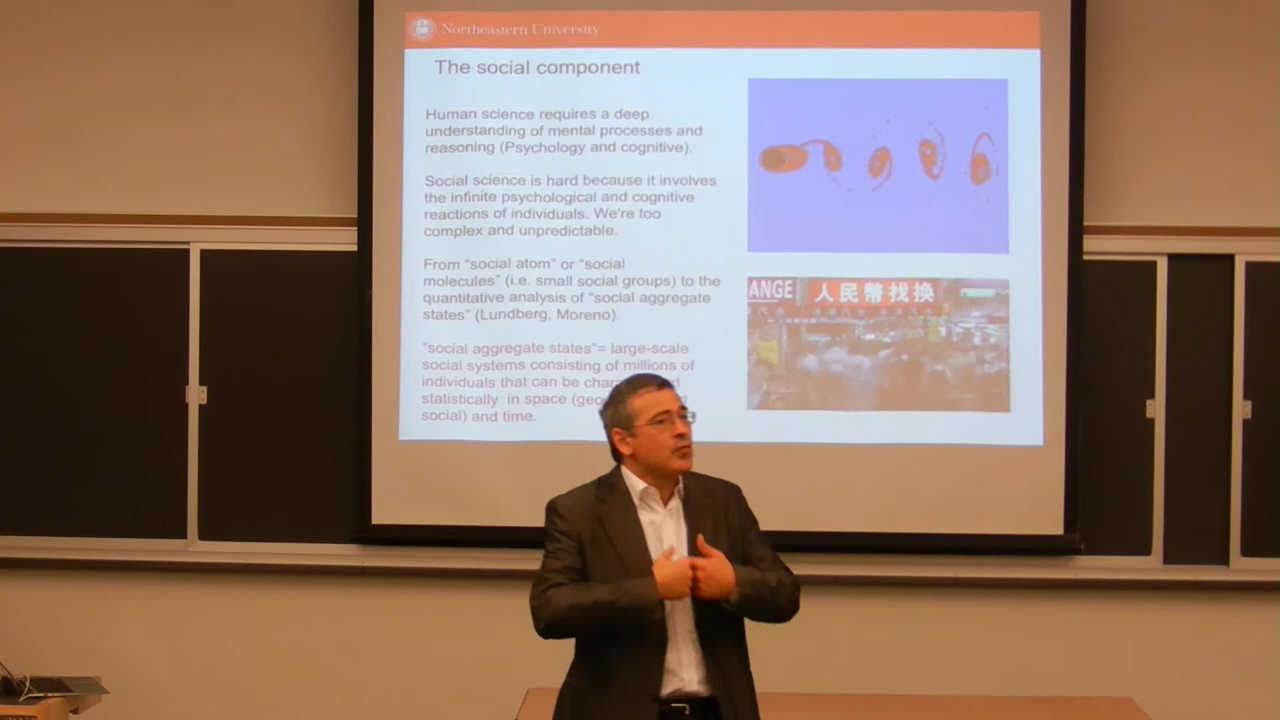 Northeastern University
The social component
Human science requires a deep
understanding of mental processes and
reasoning (Psychology and cognitive).
Social science is hard because it involves
the infinite psychological and cognitive
reactions of individuals. We're too
complex and unpredictable.
From "social atom" or "social
molecules" (i.e. small social groups) to the
quantitative analysis of "social aggregate
states" (Lundberg, Moreno).
"social aggregate states"= large-scale
social systems consisting of millions of
individuals that can be
statistically in space
social) and time.
ANGE 人民幣找换